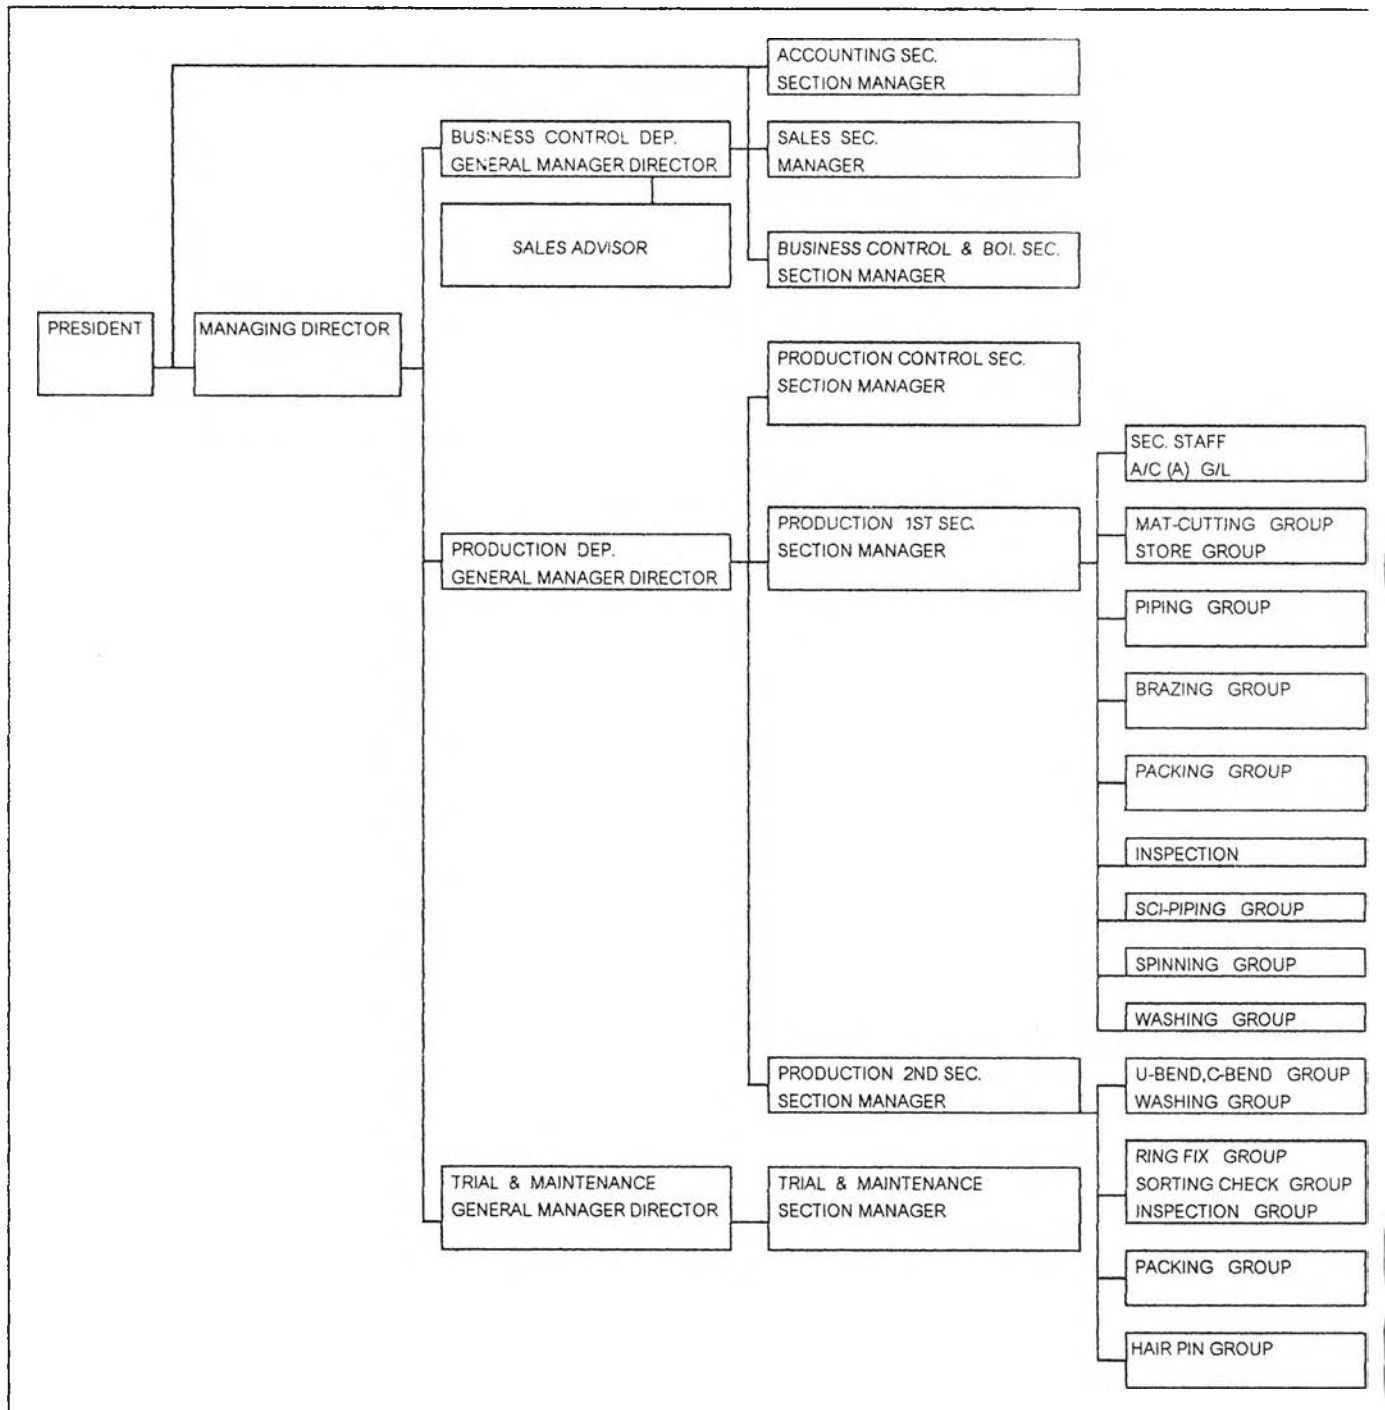 ACCOUNTING SEC.
SECTION MANAGER
BUSINESS CONTROL DEP.
GENERAL MANAGER DIRECTOR
SALES SEC.
MANAGER
SALES ADVISOR
BUSINESS CONTROL & BOI. SEC.
SECTION MANAGER
PRESIDENT
MANAGING DIRECTOR
PRODUCTION CONTROL SEC.
SECTION MANAGER
SEC. STAFF
A/C (A) G/L
PRODUCTION DEP.
GENERAL MANAGER DIRECTOR
PRODUCTION 1ST SEC.
SECTION MANAGER
MAT-CUTTING GROUP
STORE GROUP
PIPING GROUP
BRAZING GROUP
PACKING GROUP
INSPECTION
SCI-PIPING GROUP
SPINNING GROUP
WASHING GROUP
PRODUCTION 2ND SEC.
SECTION MANAGER
U-BEND,C-BEND GROUP
WASHING GROUP
RING FIX GROUP
SORTING CHECK GROUP
INSPECTION GROUP
TRIAL & MAINTENANCE
GENERAL MANAGER DIRECTOR
TRIAL & MAINTENANCE
SECTION MANAGER
PACKING GROUP
HAIR PIN GROUP